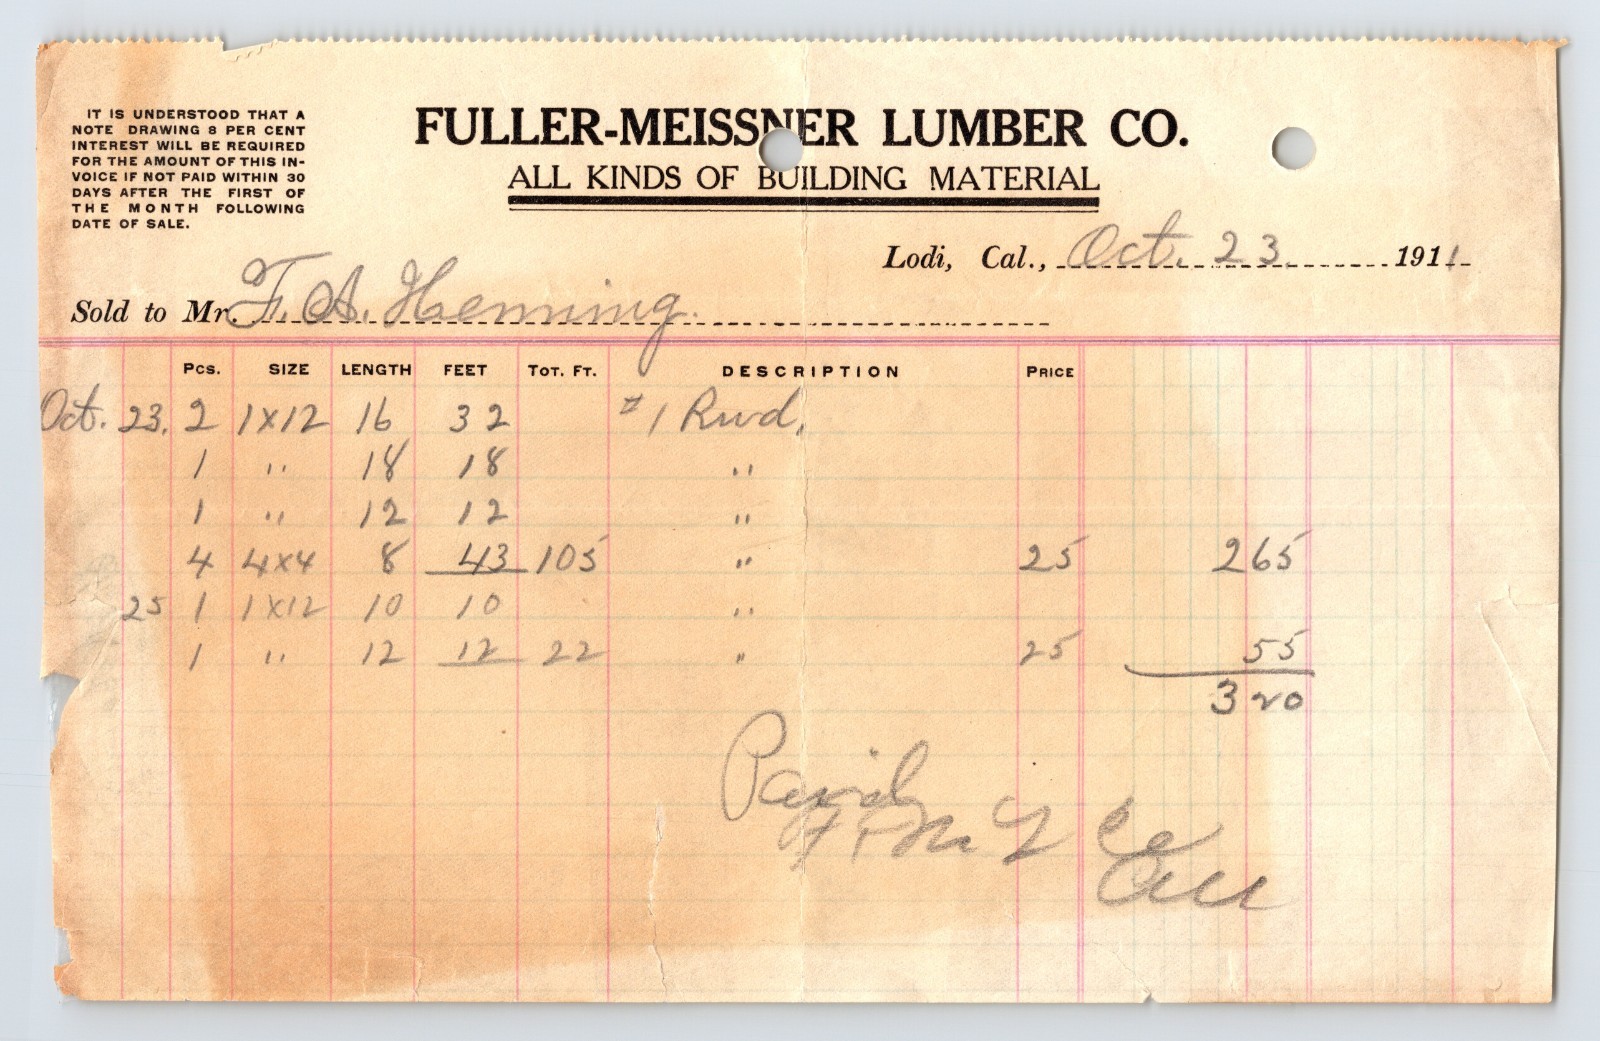 IT IS UNDERSTOOD THAT A
NOTE DRAWING 8 PER CENT
INTEREST WILL BE REQUIRED
FOR THE AMOUNT OF THIS IN-
VOICE IF NOT PAID WITHIN 30
DAYS AFTER THE FIRST OF
THE MONTH FOLLOWING
DATE OF SALE.
FULLER-MEISSNER LUMBER CO.
ALL KINDS OF BUILDING MATERIAL
Lodi, Cal., Oct. 23 1911
Sold to Mr. F. A. Henning.
Pcs. SIZE LENGTH FEET TOT. FT. DESCRIPTION PRICE
Oct. 23. 2 1x12 16 32 #1 Rwd.
1 " 18 18 "
1 " 12 12 "
4 4x4 8 43 105 " 25 265
25 1 1x12 10 10 "
1 " 12 12 22 " 25 55
320
Paid